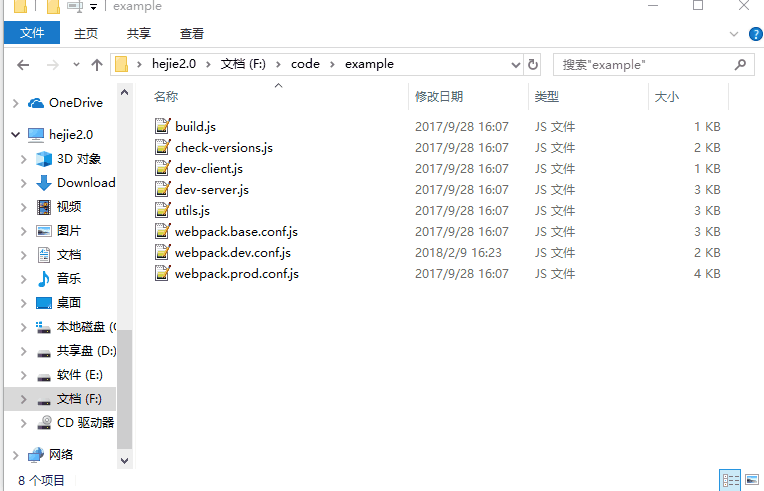 example
文件 主页 共享 查看
hejie2.0 文档 (F:) code example 搜索"example"
名称 修改日期 类型 大小
OneDrive
hejie2.0
3D 对象
Download
视频
图片
文档
音乐
桌面
本地磁盘 (C
共享盘 (D:)
软件 (E:)
文档 (F:)
CD 驱动器
网络
build.js 2017/9/28 16:07 JS 文件 1 KB
check-versions.js 2017/9/28 16:07 JS 文件 2 KB
dev-client.js 2017/9/28 16:07 JS 文件 1 KB
dev-server.js 2017/9/28 16:07 JS 文件 3 KB
utils.js 2017/9/28 16:07 JS 文件 3 KB
webpack.base.conf.js 2017/9/28 16:07 JS 文件 3 KB
webpack.dev.conf.js 2018/2/9 16:23 JS 文件 2 KB
webpack.prod.conf.js 2017/9/28 16:07 JS 文件 4 KB
8 个项目